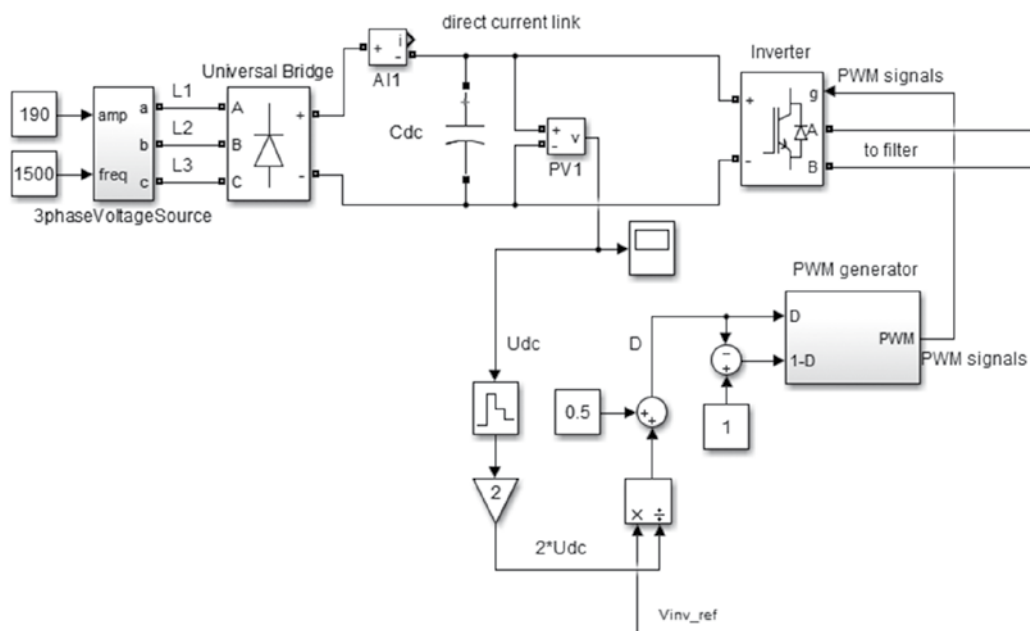 direct current link
i
+
-
AI1
Universal Bridge
Inverter
PWM signals
L1
190
amp
a
A
+
+
g
L2
b
B
Cdc
+
-
v
A
L3
PV1
to filter
1500
freq
c
C
-
-
B
3phaseVoltageSource
PWM generator
D
Udc
D
PWM
-
+
1-D
PWM signals
0.5
+
+
1
2
× ÷
2*Udc
Vinv_ref